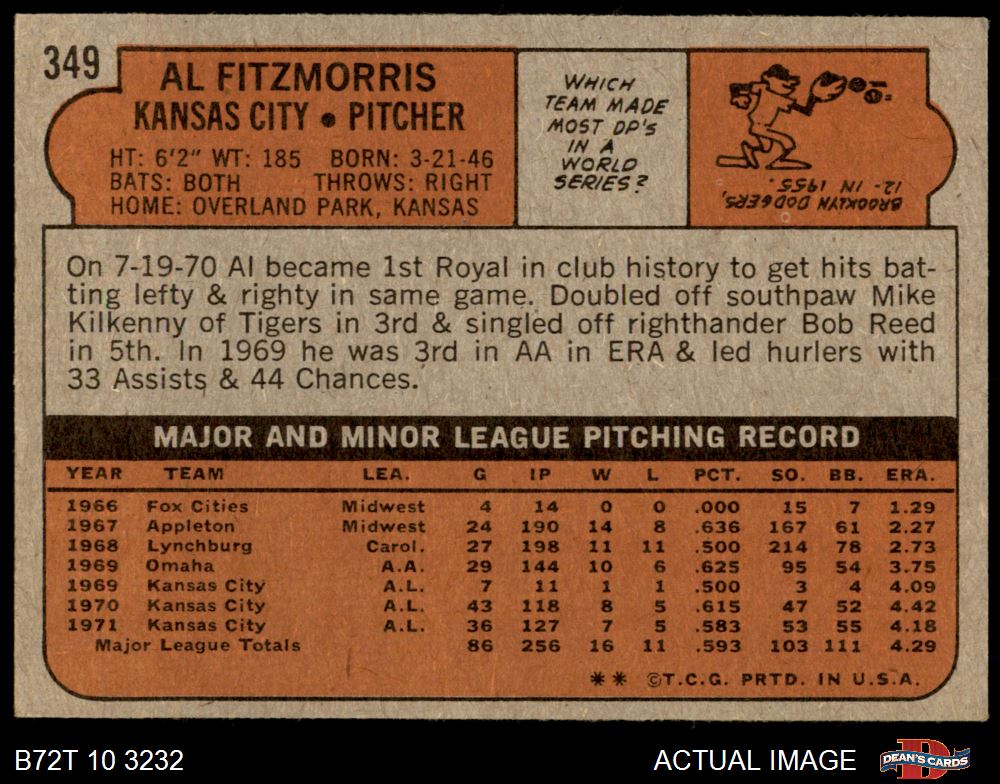 349
AL FITZMORRIS
KANSAS CITY • PITCHER
HT: 6'2" WT: 185 BORN: 3-21-46
BATS: BOTH THROWS: RIGHT
HOME: OVERLAND PARK, KANSAS
WHICH
TEAM MADE
MOST DP'S
IN A
WORLD
SERIES?
BROOKLYN DODGERS,
12- IN 1955.
On 7-19-70 Al became 1st Royal in club history to get hits bat-
ting lefty & righty in same game. Doubled off southpaw Mike
Kilkenny of Tigers in 3rd & singled off righthander Bob Reed
in 5th. In 1969 he was 3rd in AA in ERA & led hurlers with
33 Assists & 44 Chances.
MAJOR AND MINOR LEAGUE PITCHING RECORD
YEAR TEAM LEA. G IP W L PCT. SO. BB. ERA.
1966 Fox Cities Midwest 4 14 0 0 .000 15 7 1.29
1967 Appleton Midwest 24 190 14 8 .636 167 61 2.27
1968 Lynchburg Carol. 27 198 11 11 .500 214 78 2.73
1969 Omaha A.A. 29 144 10 6 .625 95 54 3.75
1969 Kansas City A.L. 7 11 1 1 .500 3 4 4.09
1970 Kansas City A.L. 43 118 8 5 .615 47 52 4.42
1971 Kansas City A.L. 36 127 7 5 .583 53 55 4.18
Major League Totals 86 256 16 11 .593 103 111 4.29
** ©T.C.G. PRTD. IN U.S.A.
B72T 10 3232 ACTUAL IMAGE DEAN'S CARDS